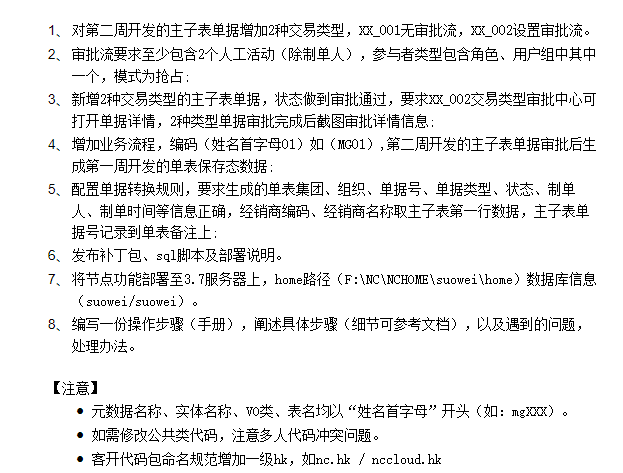 1、 对第二周开发的主子表单据增加2种交易类型，XX_001无审批流，XX_002设置审批流。
2、 审批流要求至少包含2个人工活动（除制单人），参与者类型包含角色、用户组中其中
一个，模式为抢占；
3、 新增2种交易类型的主子表单据，状态做到审批通过，要求XX_002交易类型审批中心可
打开单据详情，2种类型单据审批完成后截图审批详情信息；
4、 增加业务流程，编码（姓名首字母01）如（MG01）,第二周开发的主子表单据审批后生
成第一周开发的单表保存态数据；
5、 配置单据转换规则，要求生成的单表集团、组织、单据号、单据类型、状态、制单
人、制单时间等信息正确，经销商编码、经销商名称取主子表第一行数据，主子表单
据号记录到单表备注上；
6、 发布补丁包、sql脚本及部署说明。
7、 将节点功能部署至3.7服务器上，home路径（F:\NC\NCHOME\suowei\home）数据库信息
（suowei/suowei）。
8、 编写一份操作步骤（手册），阐述具体步骤（细节可参考文档），以及遇到的问题，
处理办法。
【注意】
● 元数据名称、实体名称、VO类、表名均以“姓名首字母”开头（如：mgXXX）。
● 如需修改公共类代码，注意多人代码冲突问题。
● 客开代码包命名规范增加一级hk，如nc.hk / nccloud.hk